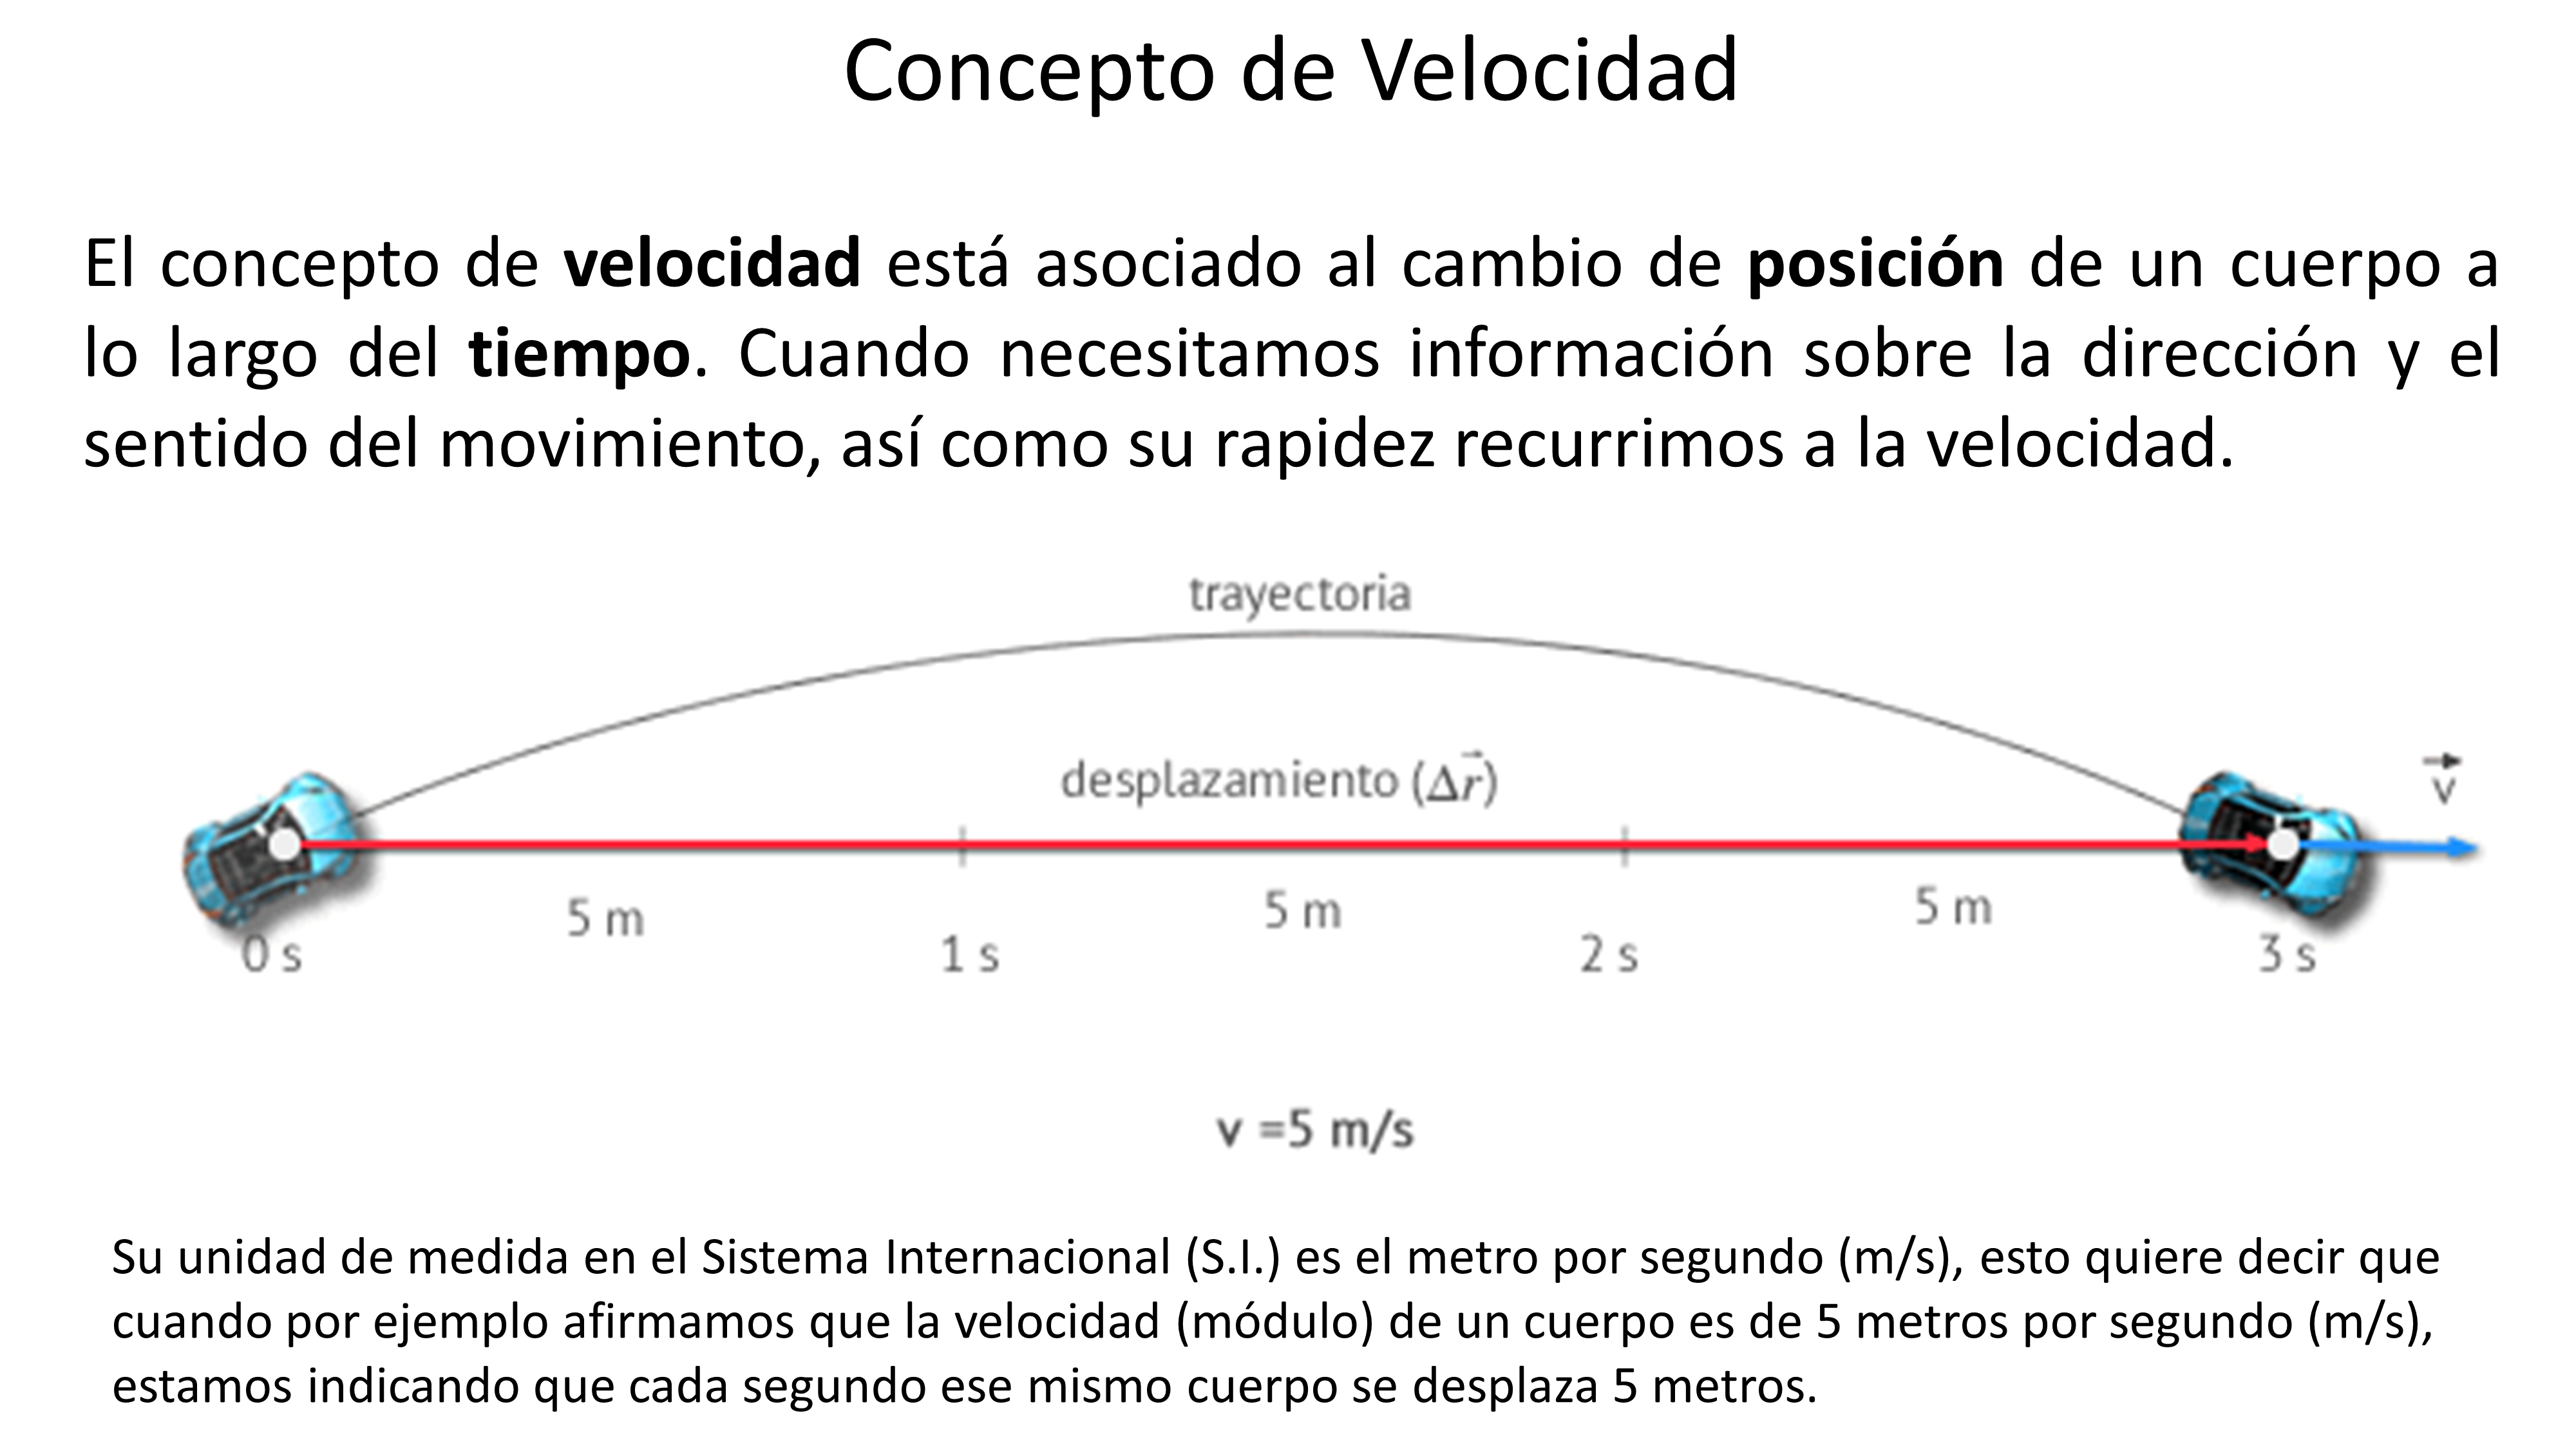 Concepto de Velocidad
El concepto de velocidad está asociado al cambio de posición de un cuerpo a
lo largo del tiempo. Cuando necesitamos información sobre la dirección y el
sentido del movimiento, así como su rapidez recurrimos a la velocidad.
trayectoria
desplazamiento (Δr⃗)
v⃗
5 m
5 m
5 m
0 s
1 s
2 s
3 s
v =5 m/s
Su unidad de medida en el Sistema Internacional (S.I.) es el metro por segundo (m/s), esto quiere decir que
cuando por ejemplo afirmamos que la velocidad (módulo) de un cuerpo es de 5 metros por segundo (m/s),
estamos indicando que cada segundo ese mismo cuerpo se desplaza 5 metros.